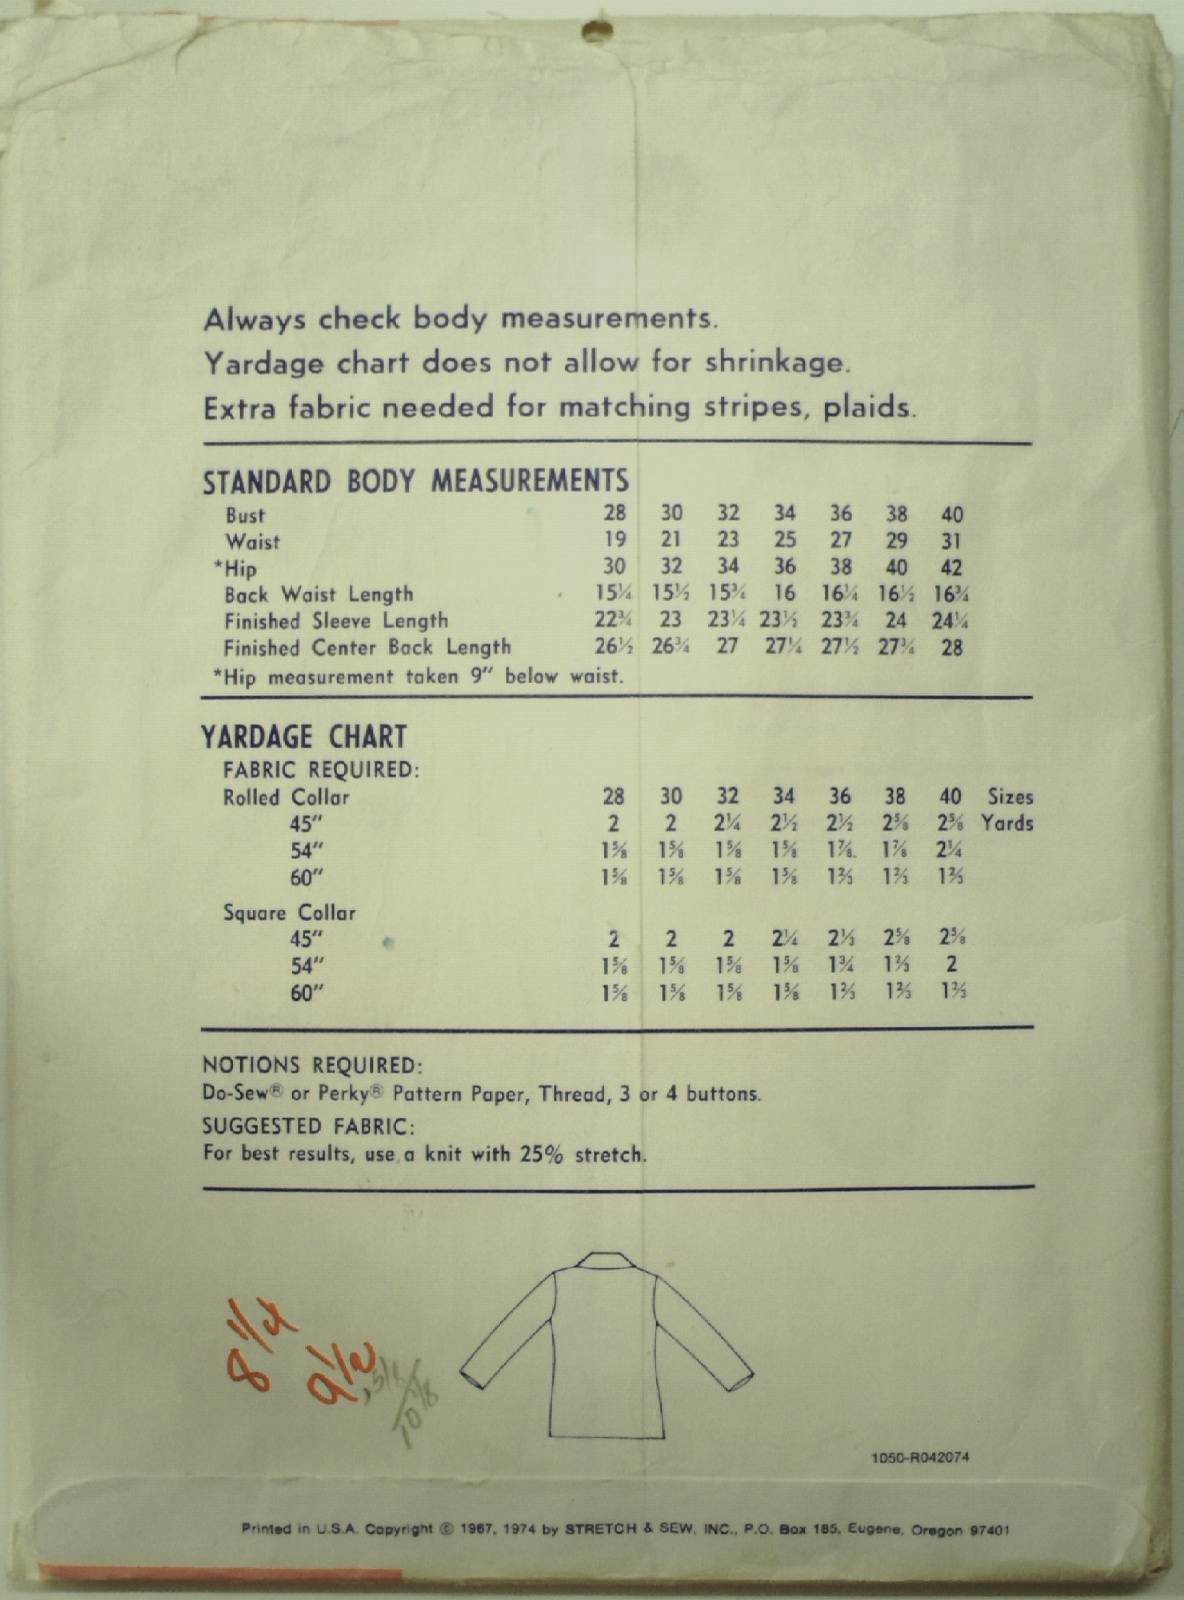 Always check body measurements.
Yardage chart does not allow for shrinkage.
Extra fabric needed for matching stripes, plaids.
STANDARD BODY MEASUREMENTS
Bust 28 30 32 34 36 38 40
Waist 19 21 23 25 27 29 31
*Hip 30 32 34 36 38 40 42
Back Waist Length 15¼ 15½ 15¾ 16 16¼ 16½ 16¾
Finished Sleeve Length 22¾ 23 23¼ 23½ 23¾ 24 24¼
Finished Center Back Length 26½ 26¾ 27 27¼ 27½ 27¾ 28
*Hip measurement taken 9" below waist.
YARDAGE CHART
FABRIC REQUIRED:
Rolled Collar 28 30 32 34 36 38 40 Sizes
45" 2 2 2¼ 2½ 2½ 2⅝ 2⅝ Yards
54" 1⅝ 1⅝ 1⅝ 1⅝ 1⅞ 1⅞ 2¼
60" 1⅝ 1⅝ 1⅝ 1⅝ 1⅔ 1⅔ 1⅔
Square Collar
45" 2 2 2 2¼ 2⅓ 2⅝ 2⅝
54" 1⅝ 1⅝ 1⅝ 1⅝ 1¾ 1⅔ 2
60" 1⅝ 1⅝ 1⅝ 1⅝ 1⅔ 1⅔ 1⅔
NOTIONS REQUIRED:
Do-Sew® or Perky® Pattern Paper, Thread, 3 or 4 buttons.
SUGGESTED FABRIC:
For best results, use a knit with 25% stretch.
8 1/4
9 1/2
5/8
10 1/8
1050-R042074
Printed in U.S.A. Copyright © 1967, 1974 by STRETCH & SEW, INC., P.O. Box 185, Eugene, Oregon 97401